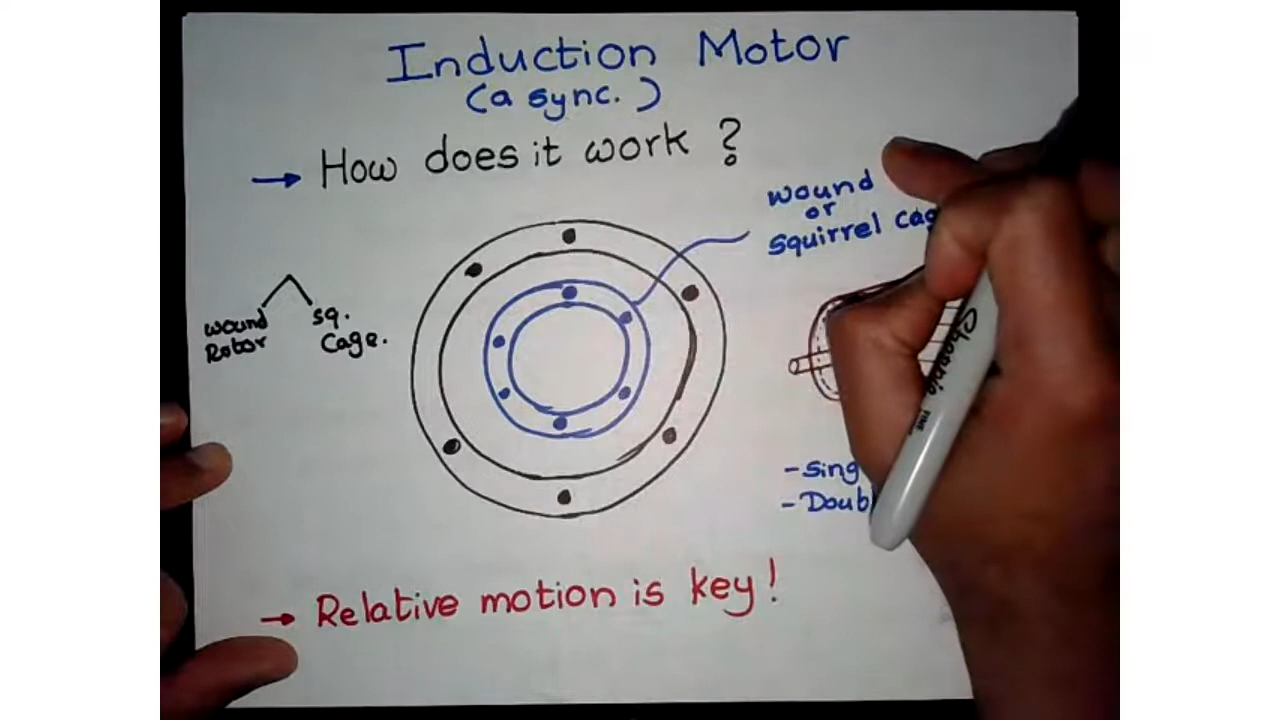 Induction Motor
(a sync.)
→ How does it work ?
wound
or
Squirrel
wound
Rotor
sq.
Cage.
- Sing
- Doub
→ Relative motion is key!